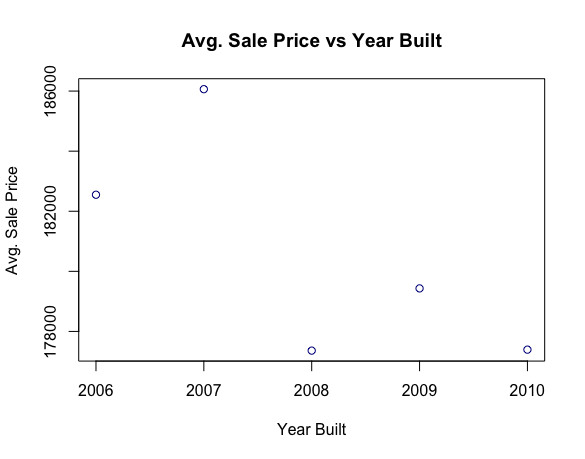 Avg. Sale Price vs Year Built
Avg. Sale Price
186000
182000
178000
2006 2007 2008 2009 2010
Year Built